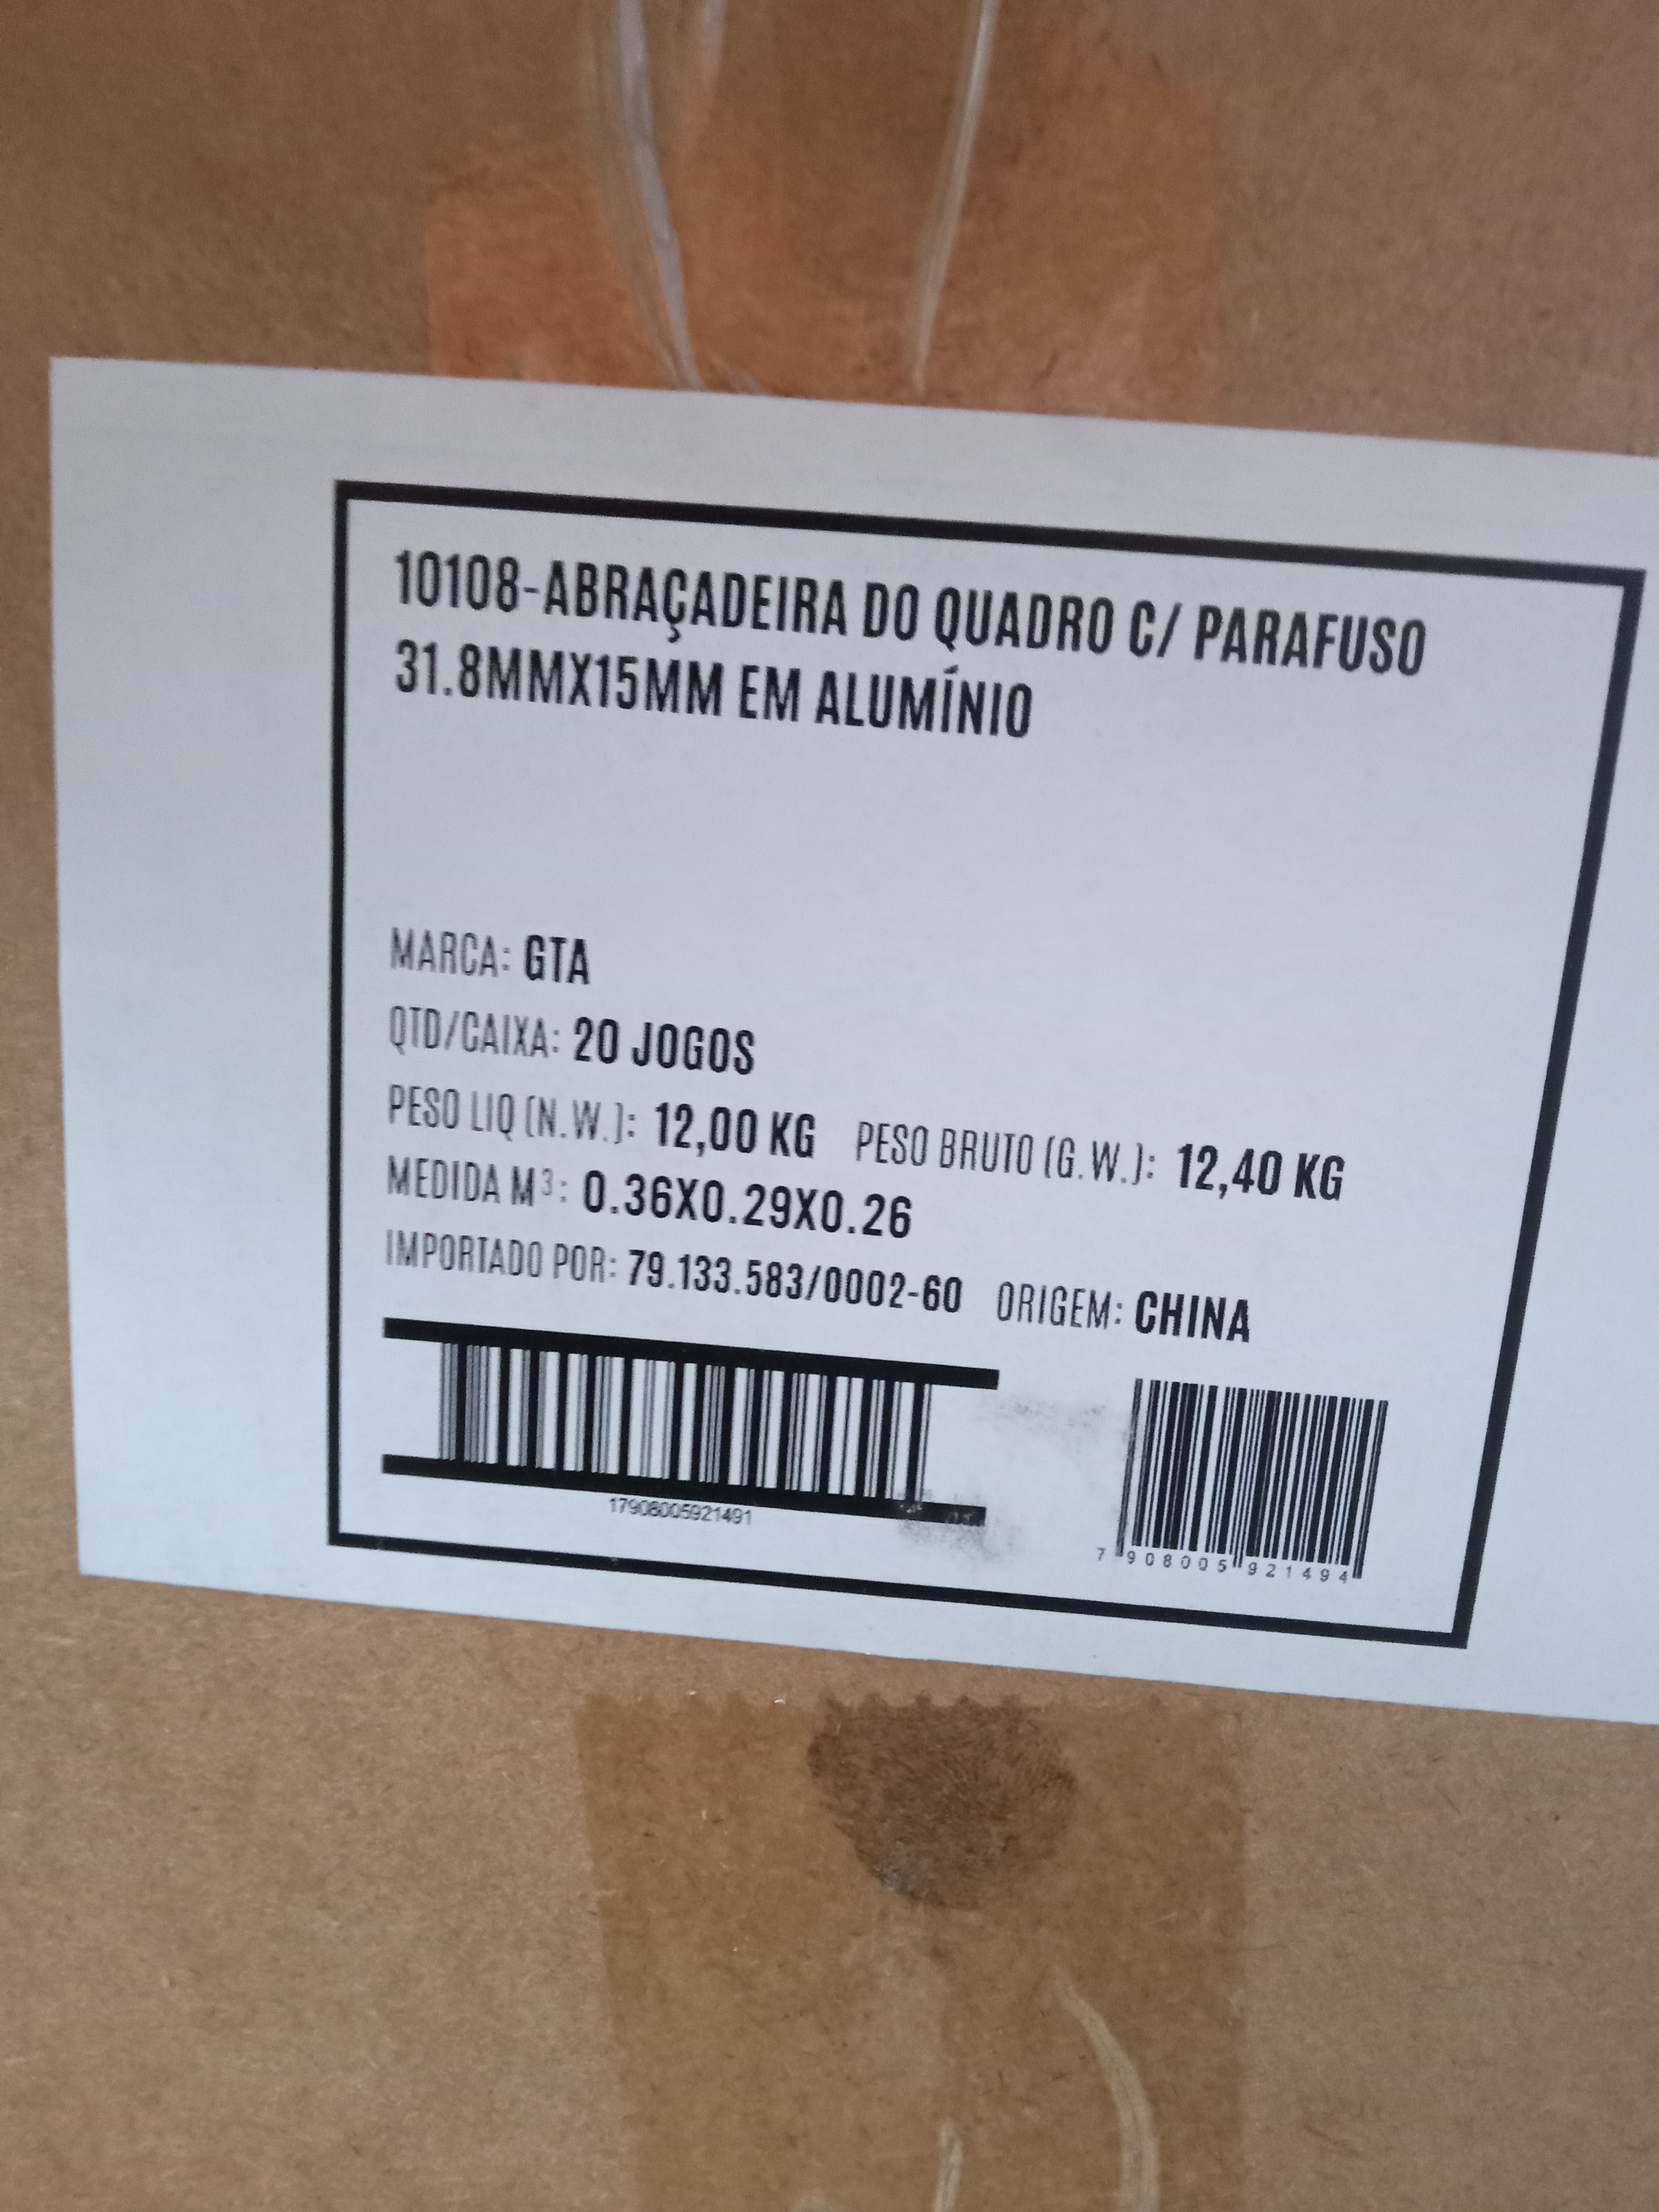 10108-ABRAÇADEIRA DO QUADRO C/ PARAFUSO
31.8MMX15MM EM ALUMÍNIO
MARCA: GTA
QTD/CAIXA: 20 JOGOS
PESO LIQ (N.W.): 12,00 KG PESO BRUTO (G.W.): 12,40 KG
MEDIDA M³: 0.36X0.29X0.26
IMPORTADO POR: 79.133.583/0002-60 ORIGEM: CHINA
17908005921491
7 908005 921494